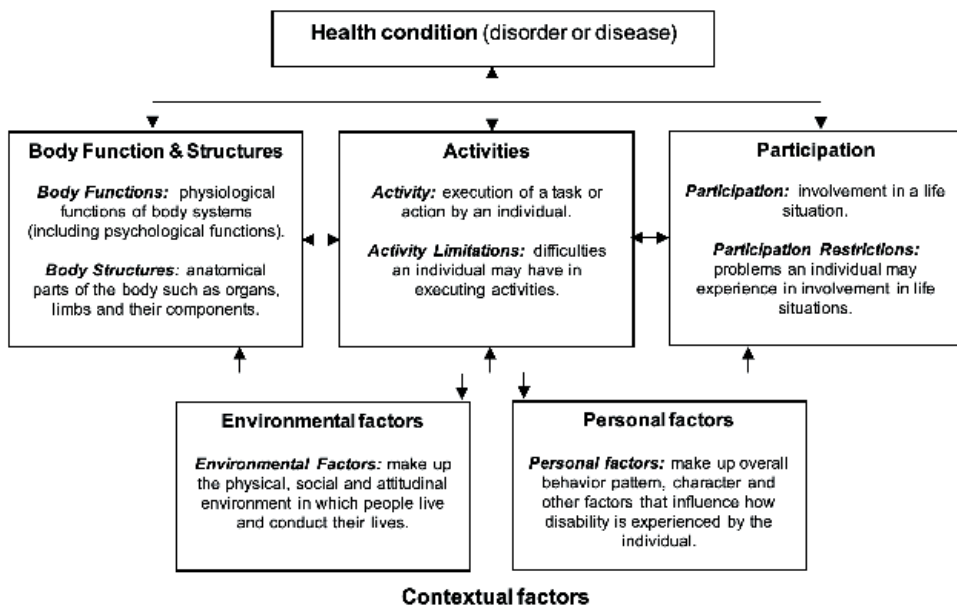 Health condition (disorder or disease)
Body Function & Structures
Body Functions: physiological
functions of body systems
(including psychological functions).
Body Structures: anatomical
parts of the body such as organs,
limbs and their components.
Activities
Activity: execution of a task or
action by an individual.
Activity Limitations: difficulties
an individual may have in
executing activities.
Participation
Participation: involvement in a life
situation.
Participation Restrictions:
problems an individual may
experience in involvement in life
situations.
Environmental factors
Environmental Factors: make up
the physical, social and attitudinal
environment in which people live
and conduct their lives.
Personal factors
Personal factors: make up overall
behavior pattern, character and
other factors that influence how
disability is experienced by the
individual.
Contextual factors